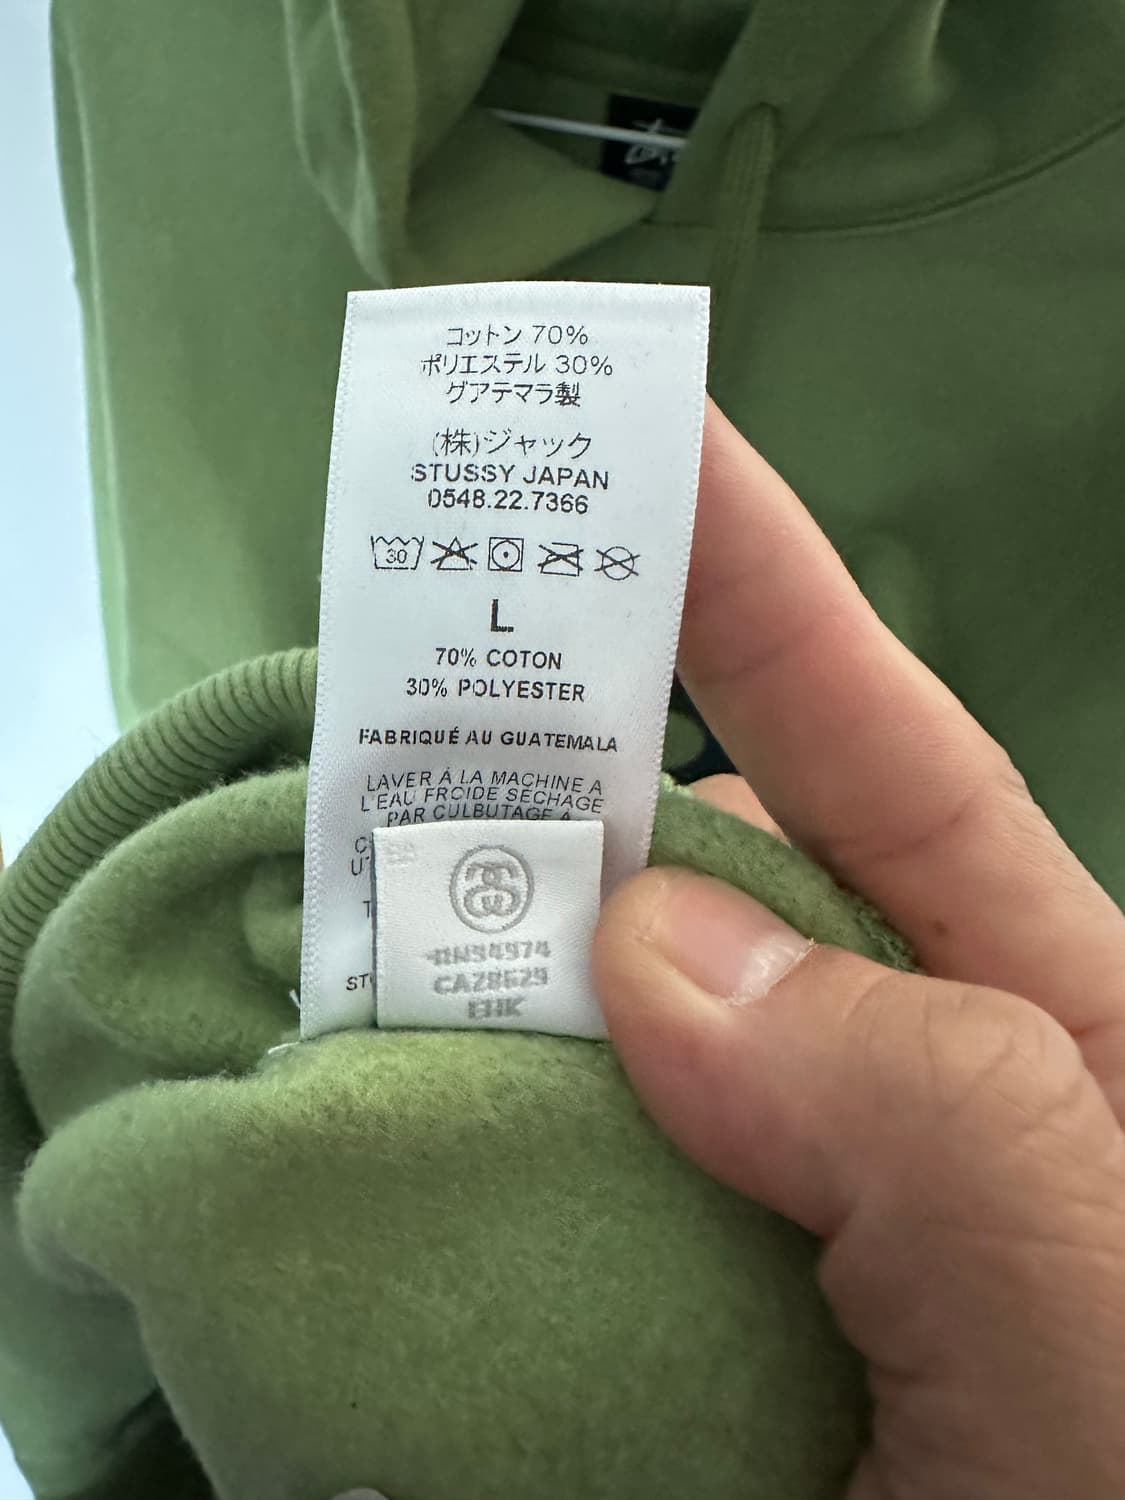 コットン 70%
ポリエステル 30%
グアテマラ製
(株)ジャック
STUSSY JAPAN
0548.22.7366
30
L
70% COTON
30% POLYESTER
FABRIQUÉ AU GUATEMALA
LAVER À LA MACHINE A
L'EAU FROIDE SÉCHAGE
PAR CULBUTAGE À
RN94974
CA28629